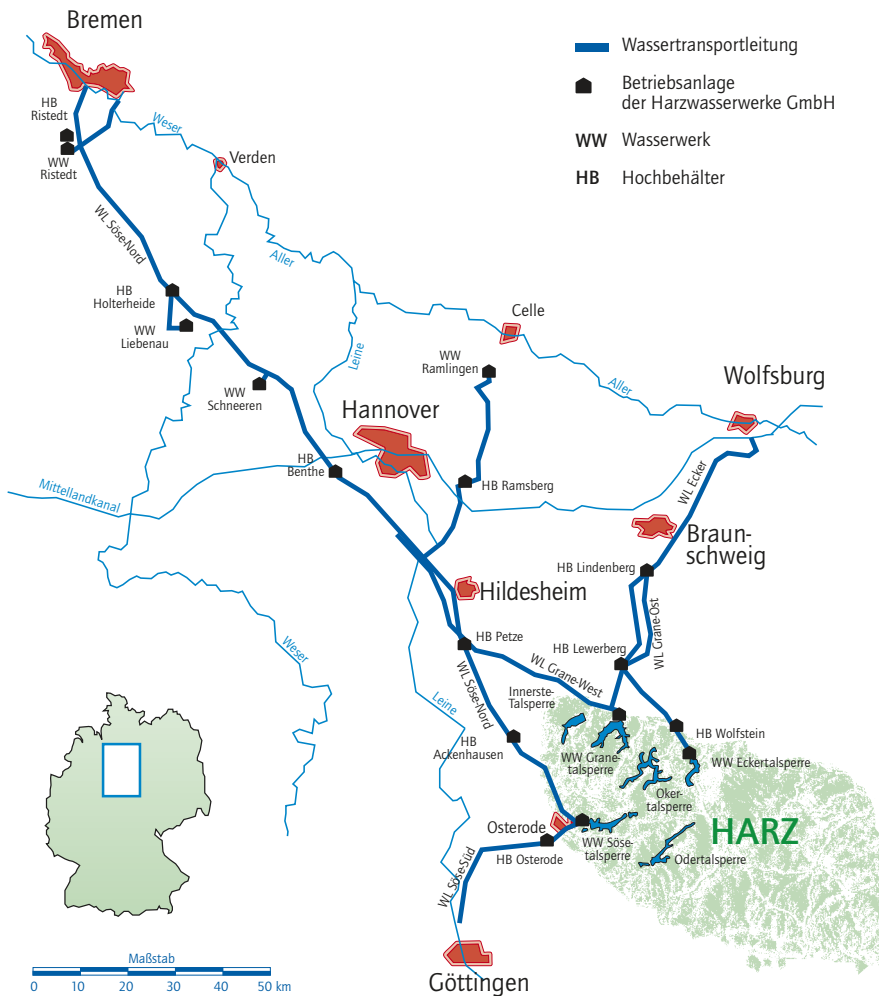 Bremen
Wassertransportleitung
Betriebsanlage
der Harzwasserwerke GmbH
WW Wasserwerk
HB Hochbehälter
HB
Ristedt
WW
Ristedt
Weser
Verden
WL Söse-Nord
Aller
HB
Holterheide
WW
Liebenau
Celle
Leine
WW
Ramlingen
Aller
Wolfsburg
WW
Schneeren
Hannover
HB
Benthe
HB Ramsberg
WL Ecker
Mittellandkanal
Braun-
schweig
HB Lindenberg
Hildesheim
WL Grane-Ost
HB Petze
HB Lewerberg
Weser
WL Grane-West
WL Söse-Nord
Leine
Innerste-
Talsperre
HB Wolfstein
HB
Ackenhausen
WW Grane-
talsperre
WW Eckertalsperre
Oker-
talsperre
Osterode
HARZ
WW Söse-
talsperre
HB Osterode
Odertalsperre
WL Söse-Süd
Göttingen
Maßstab
0 10 20 30 40 50 km